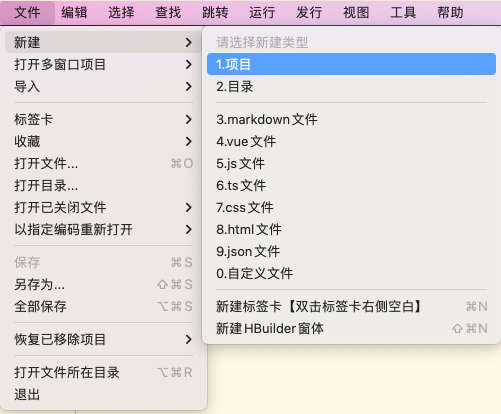 文件 编辑 选择 查找 跳转 运行 发行 视图 工具 帮助
新建
打开多窗口项目
导入
标签卡
收藏
打开文件... ⌘O
打开目录...
打开已关闭文件
以指定编码重新打开
保存 ⌘S
另存为... ⇧⌘S
全部保存 ⌥⌘S
恢复已移除项目
打开文件所在目录 ⌥⌘R
退出
请选择新建类型
1.项目
2.目录
3.markdown文件
4.vue文件
5.js文件
6.ts文件
7.css文件
8.html文件
9.json文件
0.自定义文件
新建标签卡【双击标签卡右侧空白】 ⌘N
新建HBuilder窗体 ⇧⌘N